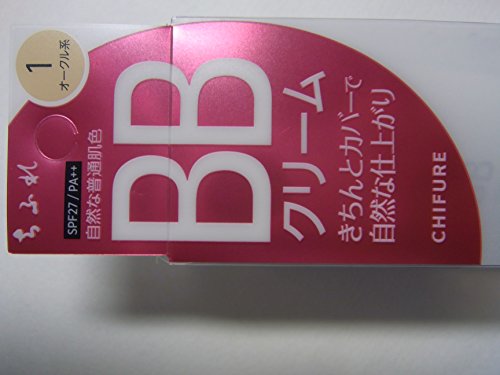 1
オークル系
ちふれ
SPF27/PA++
自然な普通肌色
BB
クリーム
きちんとカバーで
自然な仕上がり
CHIFURE